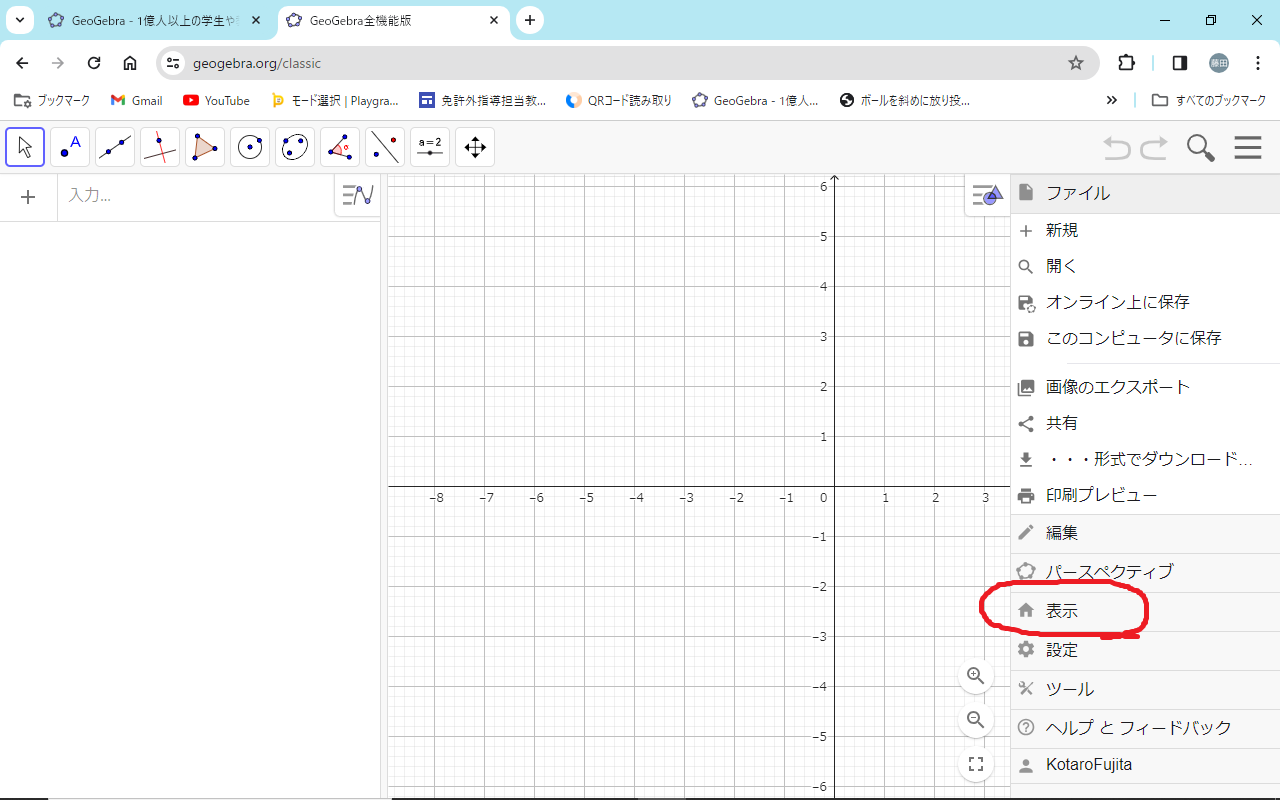 GeoGebra - 1億人以上の学生や
GeoGebra全機能版
geogebra.org/classic
ブックマーク
Gmail
YouTube
モード選択 | Playgra...
免許外指導担当教...
QRコード読み取り
GeoGebra - 1億人...
ボールを斜めに放り投...
すべてのブックマーク
藤田
A
α
a = 2
入力...
6
5
4
3
2
1
−8 −7 −6 −5 −4 −3 −2 −1 0 1 2 3
−1
−2
−3
−4
−5
−6
ファイル
新規
開く
オンライン上に保存
このコンピュータに保存
画像のエクスポート
共有
・・・形式でダウンロード...
印刷プレビュー
編集
パースペクティブ
表示
設定
ツール
ヘルプ と フィードバック
KotaroFujita